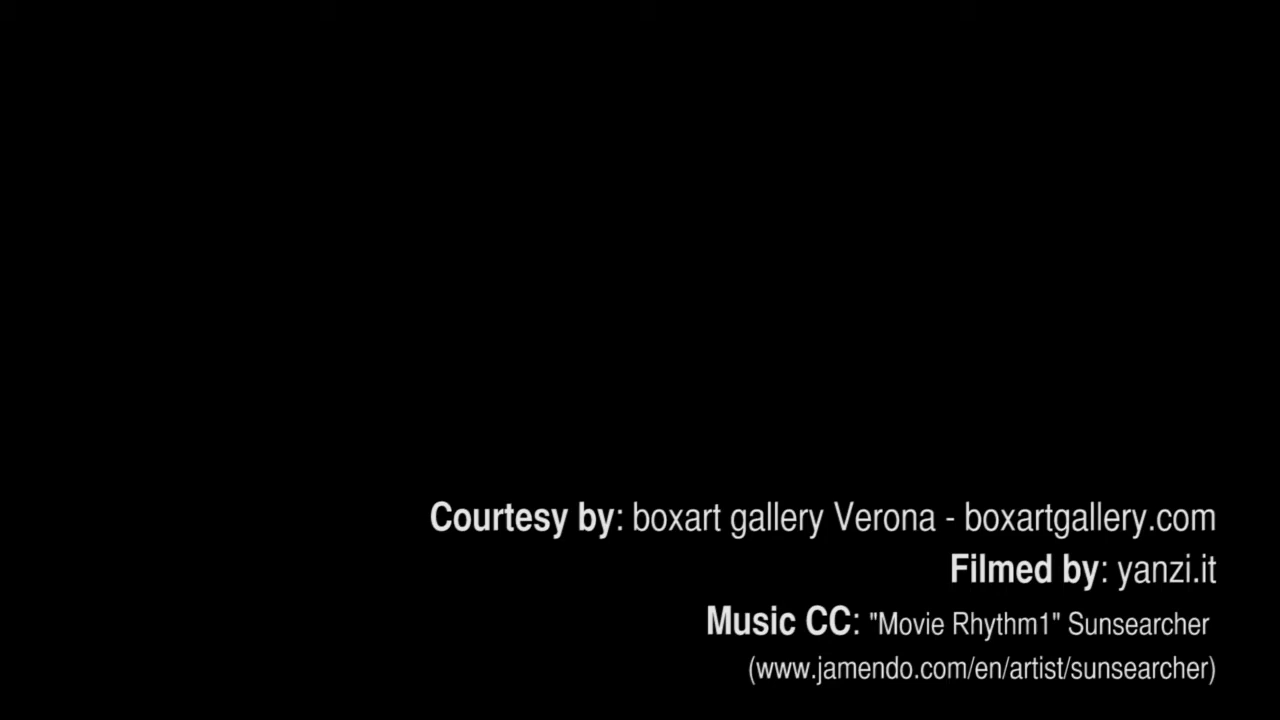 Courtesy by: boxart gallery Verona - boxartgallery.com
Filmed by: yanzi.it
Music CC: "Movie Rhythm1" Sunsearcher
(www.jamendo.com/en/artist/sunsearcher)